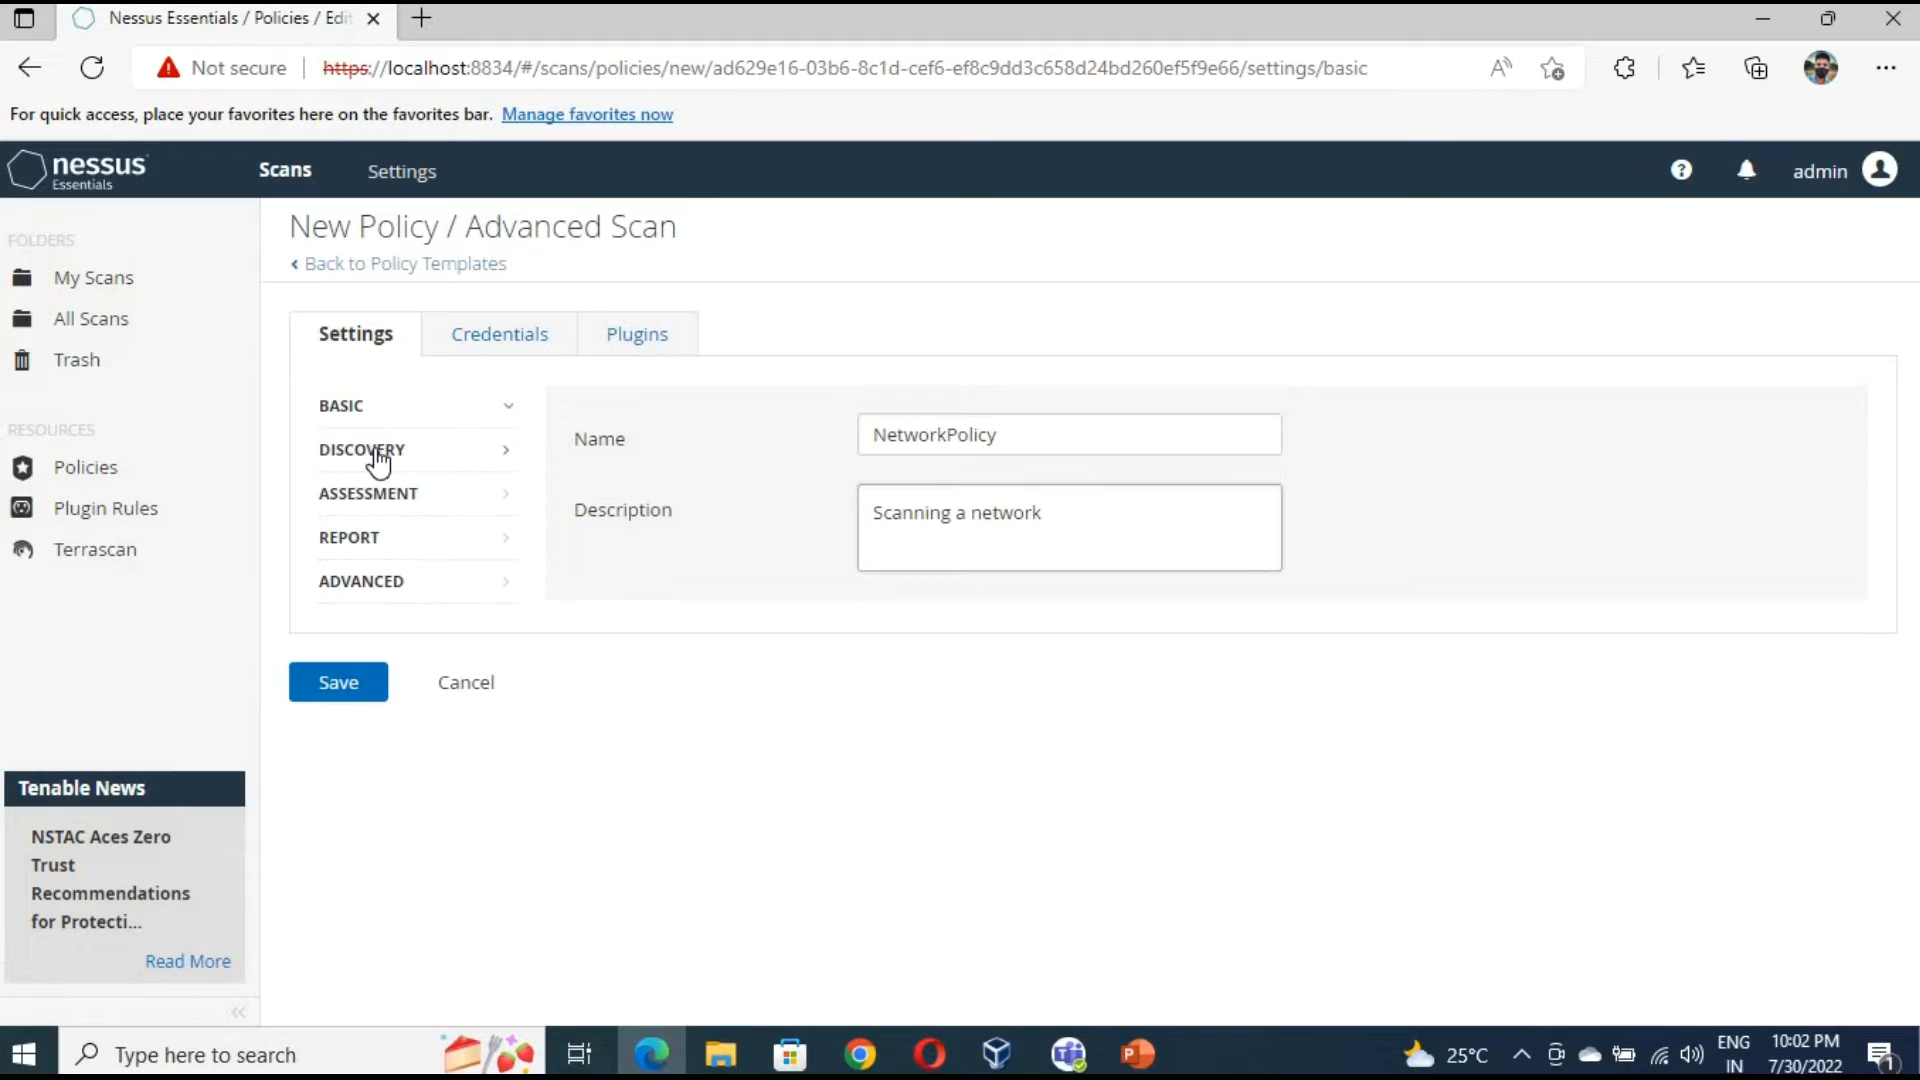 Nessus Essentials / Policies / Edit
Not secure
https://localhost:8834/#/scans/policies/new/ad629e16-03b6-8c1d-cef6-ef8c9dd3c658d24bd260ef5f9e66/settings/basic
For quick access, place your favorites here on the favorites bar. Manage favorites now
nessus
Essentials
Scans
Settings
admin
FOLDERS
My Scans
All Scans
Trash
RESOURCES
Policies
Plugin Rules
Terrascan
New Policy / Advanced Scan
Back to Policy Templates
Settings
Credentials
Plugins
BASIC
DISCOVERY
ASSESSMENT
REPORT
ADVANCED
Name
NetworkPolicy
Description
Scanning a network
Save
Cancel
Tenable News
NSTAC Aces Zero
Trust
Recommendations
for Protecti...
Read More
Type here to search
25°C
ENG
IN
10:02 PM
7/30/2022
1